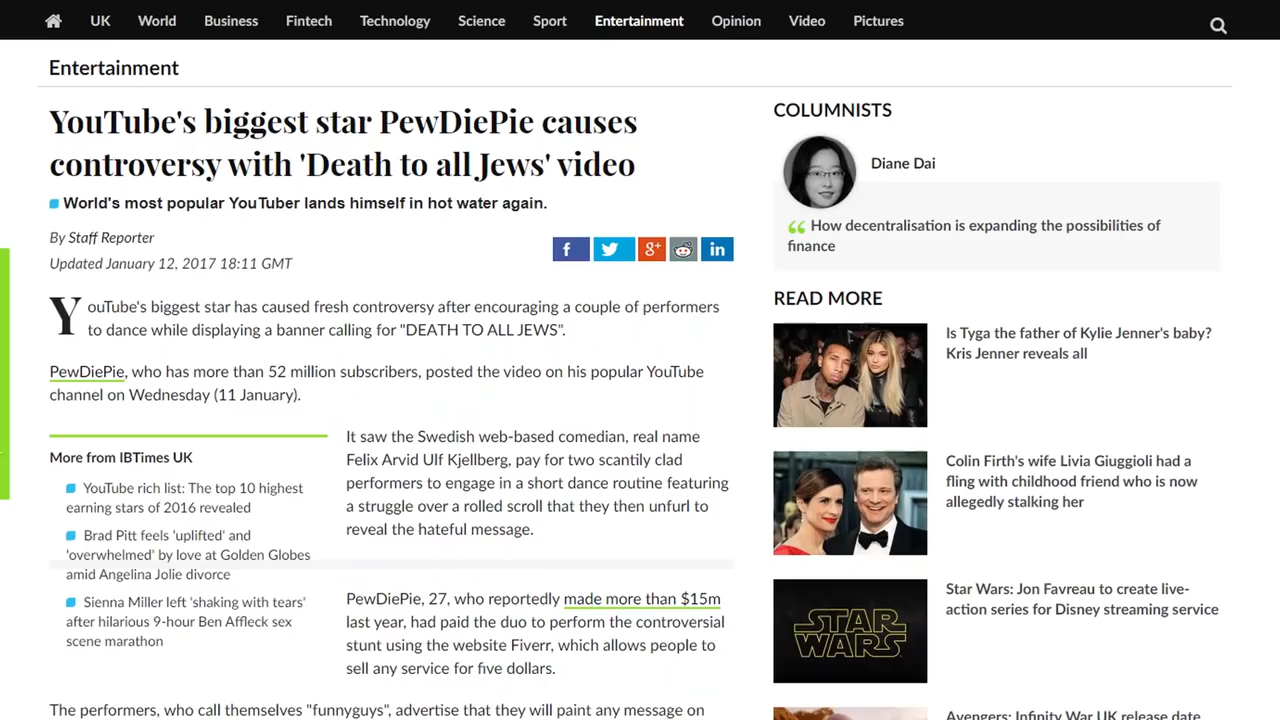 UK World Business Fintech Technology Science Sport Entertainment Opinion Video Pictures
Entertainment
YouTube's biggest star PewDiePie causes
controversy with 'Death to all Jews' video
World's most popular YouTuber lands himself in hot water again.
By Staff Reporter
Updated January 12, 2017 18:11 GMT
f g+ in
YouTube's biggest star has caused fresh controversy after encouraging a couple of performers
to dance while displaying a banner calling for "DEATH TO ALL JEWS".
PewDiePie, who has more than 52 million subscribers, posted the video on his popular YouTube
channel on Wednesday (11 January).
More from IBTimes UK
YouTube rich list: The top 10 highest
earning stars of 2016 revealed
Brad Pitt feels 'uplifted' and
'overwhelmed' by love at Golden Globes
amid Angelina Jolie divorce
Sienna Miller left 'shaking with tears'
after hilarious 9-hour Ben Affleck sex
scene marathon
It saw the Swedish web-based comedian, real name
Felix Arvid Ulf Kjellberg, pay for two scantily clad
performers to engage in a short dance routine featuring
a struggle over a rolled scroll that they then unfurl to
reveal the hateful message.
PewDiePie, 27, who reportedly made more than $15m
last year, had paid the duo to perform the controversial
stunt using the website Fiverr, which allows people to
sell any service for five dollars.
The performers, who call themselves "funnyguys", advertise that they will paint any message on
COLUMNISTS
Diane Dai
How decentralisation is expanding the possibilities of
finance
READ MORE
Is Tyga the father of Kylie Jenner's baby?
Kris Jenner reveals all
Colin Firth's wife Livia Giuggioli had a
fling with childhood friend who is now
allegedly stalking her
STAR
WARS
Star Wars: Jon Favreau to create live-
action series for Disney streaming service
Avengers: Infinity War UK release date